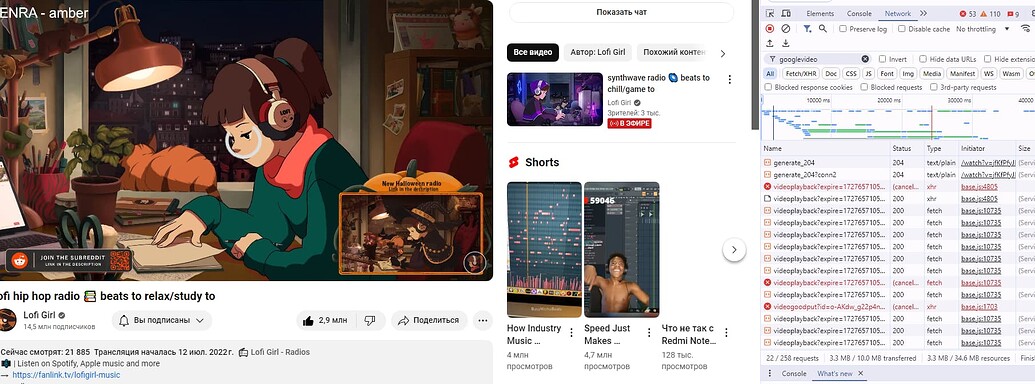 ENRA - amber
New Halloween radio
Link in the description
JOIN THE SUBREDDIT
LINK IN THE DESCRIPTION
LOFI
ofi hip hop radio 📚 beats to relax/study to
Lofi Girl
14,5 млн подписчиков
Вы подписаны
2,9 млн
Поделиться
Сейчас смотрят: 21 885 Трансляция началась 12 июл. 2022 г. Lofi Girl - Radios
| Listen on Spotify, Apple music and more
→ https://fanlink.tv/lofigirl-music
Показать чат
Все видео
Автор: Lofi Girl
Похожий контен
synthwave radio 🌌 beats to
chill/game to
Lofi Girl
Зрителей: 3 тыс.
В ЭФИРЕ
Shorts
59046
How Industry
Music ...
4 млн
просмотров
Speed Just
Makes ...
4,7 млн
просмотров
Что не так с
Redmi Note...
128 тыс.
просмотров
Elements Console Network 53 110 9
Preserve log Disable cache No throttling
googlevideo Invert Hide data URLs Hide extensio
All Fetch/XHR Doc CSS JS Font Img Media Manifest WS Wasm O
Blocked response cookies Blocked requests 3rd-party requests
10000 ms 20000 ms 30000 ms 40
Name Status Type Initiator Size
generate_204 204 text/plain /watch?v=jfKfPfyJ
generate_204?conn2 204 text/plain /watch?v=jfKfPfyJ
videoplayback?expire=1727657105... (cancel... xhr base.js:4805 (Servi
videoplayback?expire=1727657105... 200 xhr base.js:4805 (Servi
videoplayback?expire=1727657105... 200 fetch base.js:10735 (Servi
videoplayback?expire=1727657105... 200 fetch base.js:10735 (Servi
videoplayback?expire=1727657105... 200 fetch base.js:10735 (Servi
videoplayback?expire=1727657105... 200 fetch base.js:10735 (Servi
videoplayback?expire=1727657105... 200 fetch base.js:10735 (Servi
videoplayback?expire=1727657105... 200 fetch base.js:10735 (Servi
videoplayback?expire=1727657105... (cancel... fetch base.js:10735 (Servi
videoplayback?expire=1727657105... 200 fetch base.js:10735 (Servi
videogoodput?id=o-AKdw_g22p4n... (cancel... xhr base.js:1703 (Servi
videoplayback?expire=1727657105... 200 fetch base.js:10735 (Servi
videoplayback?expire=1727657105... 200 fetch base.js:10735 (Servi
videoplayback?expire=1727657105... 200 fetch base.js:10735 (Servi
22 / 258 requests 3.3 MB / 10.0 MB transferred 3.3 MB / 34.6 MB resources Finis
Console What's new